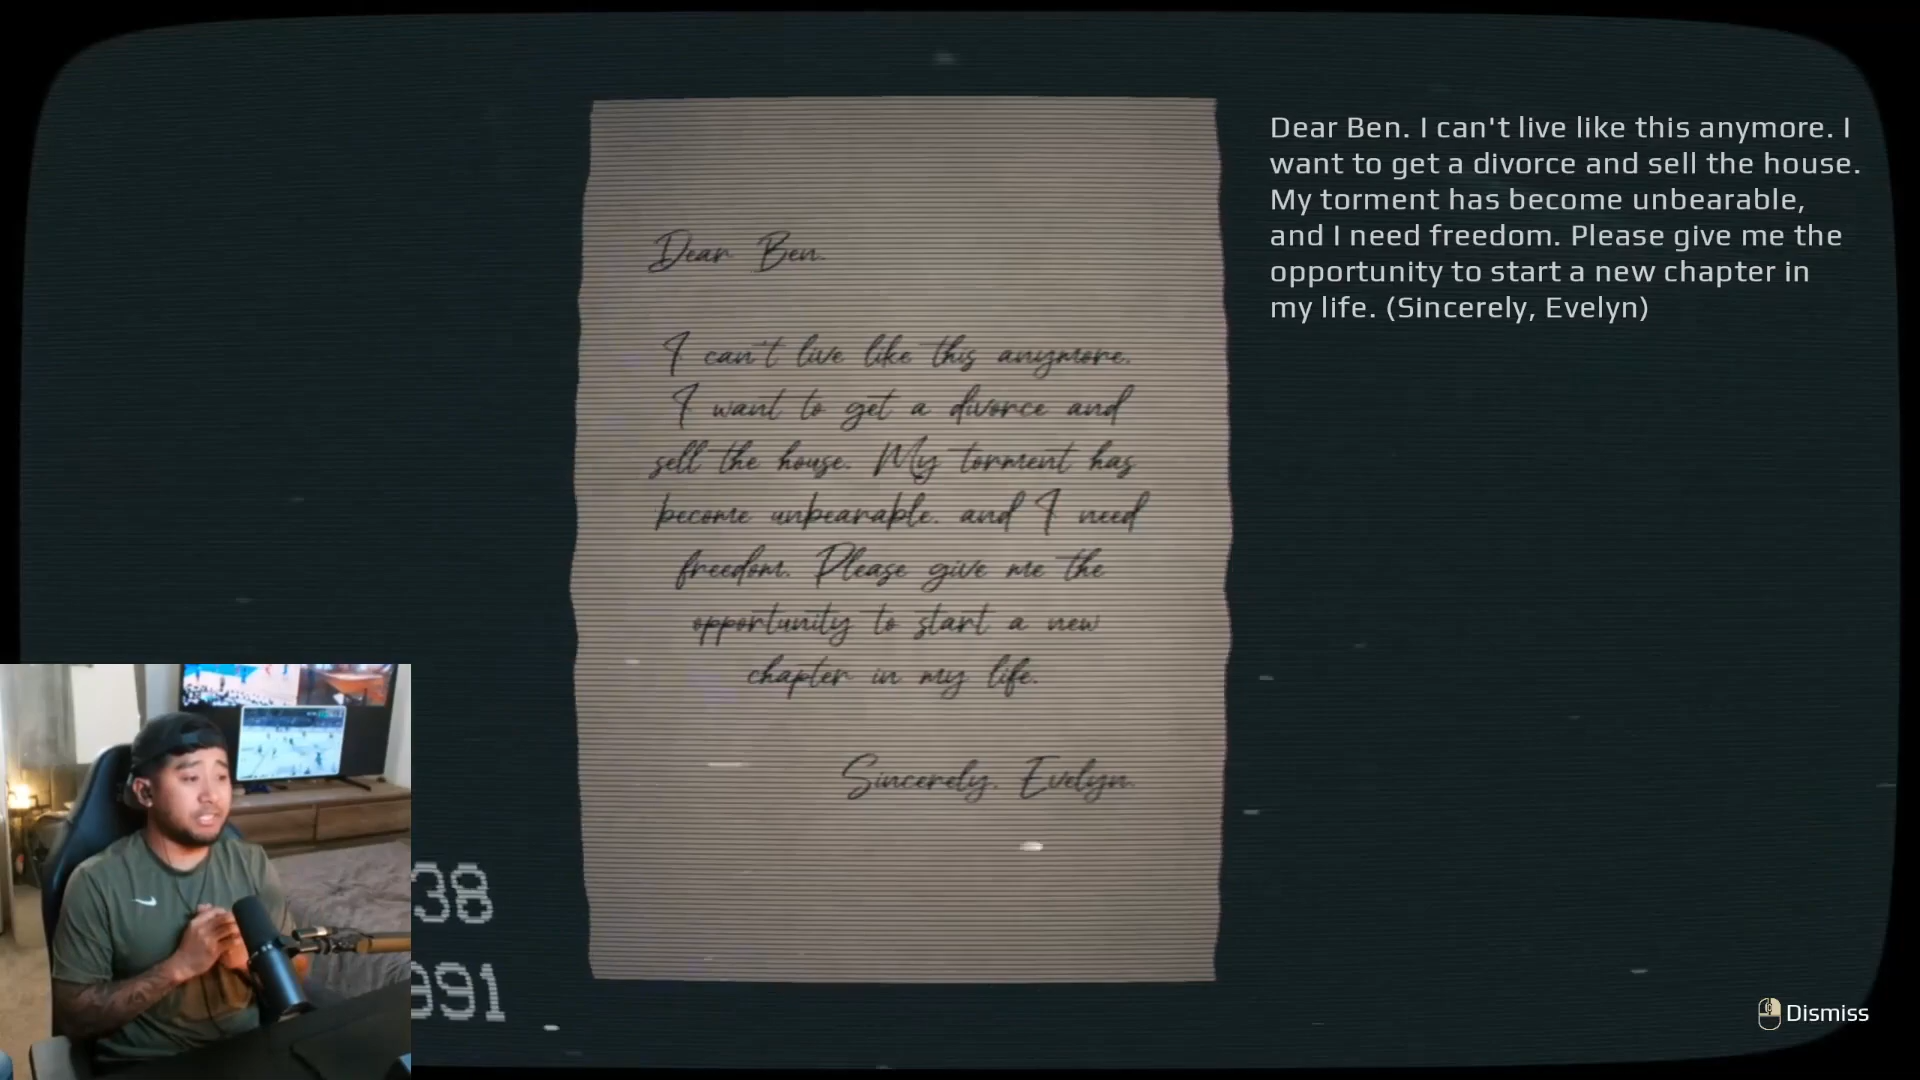 Dear Ben.
I can't live like this anymore.
I want to get a divorce and
sell the house. My torment has
become unbearable. and I need
freedom. Please give me the
opportunity to start a new
chapter in my life.
Sincerely. Evelyn.
Dear Ben. I can't live like this anymore. I
want to get a divorce and sell the house.
My torment has become unbearable,
and I need freedom. Please give me the
opportunity to start a new chapter in
my life. (Sincerely, Evelyn)
38
991
Dismiss